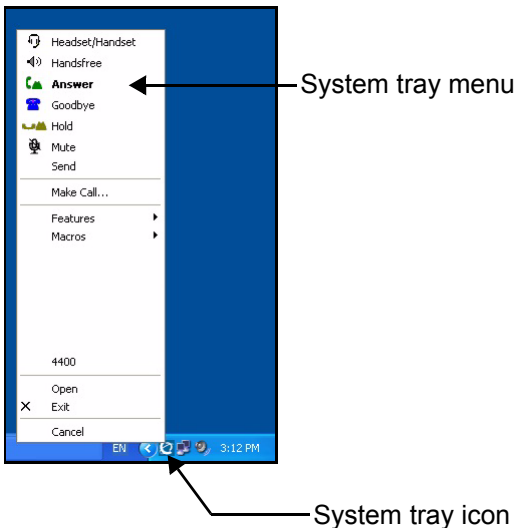 Headset/Handset
Handsfree
Answer
System tray menu
Goodbye
Hold
Mute
Send
Make Call...
Features
Macros
4400
Open
Exit
Cancel
EN
3:12 PM
System tray icon